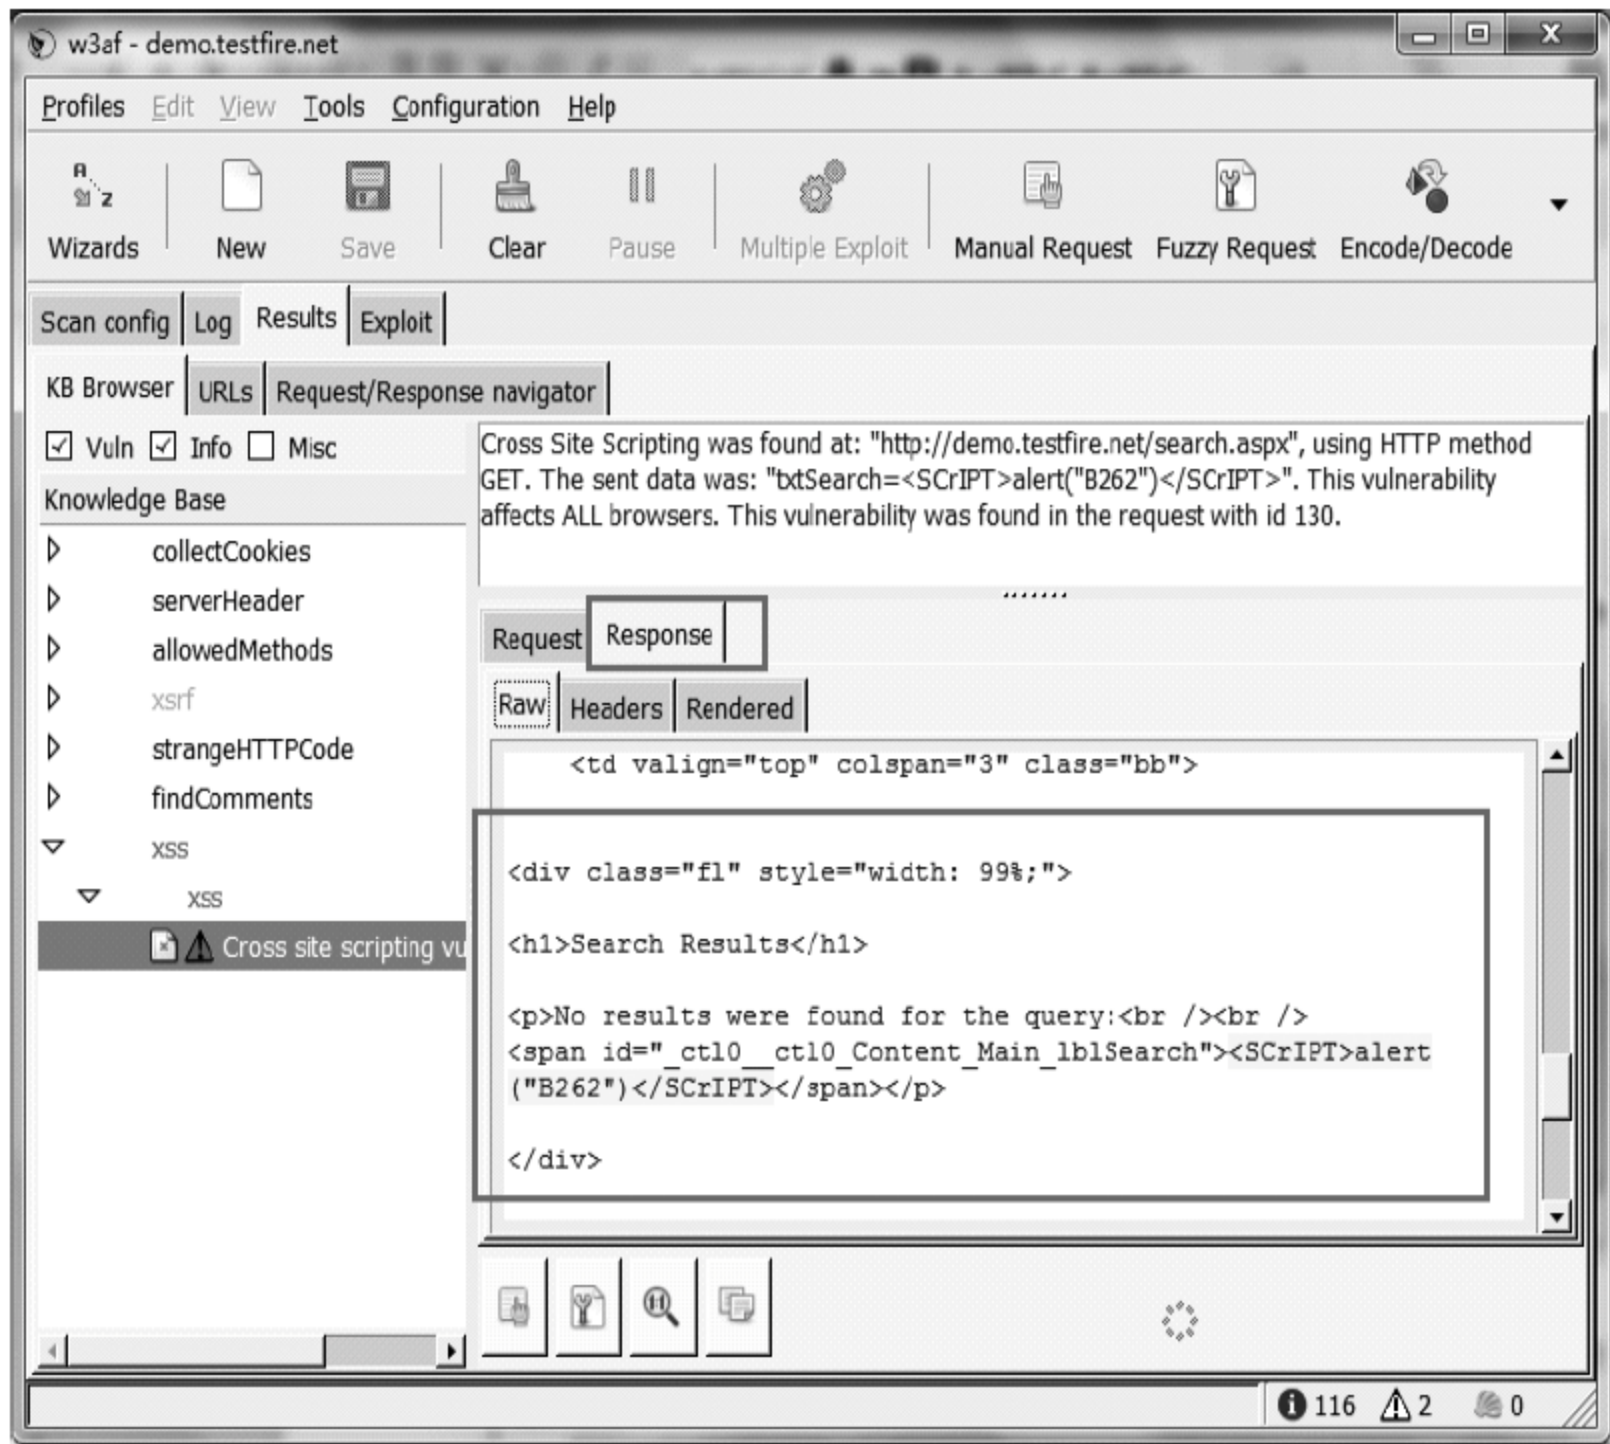 w3af - demo.testfire.net
Profiles Edit View Tools Configuration Help
Wizards New Save Clear Pause Multiple Exploit Manual Request Fuzzy Request Encode/Decode
Scan config Log Results Exploit
KB Browser URLs Request/Response navigator
Vuln Info Misc
Knowledge Base
collectCookies
serverHeader
allowedMethods
xsrf
strangeHTTPCode
findComments
xss
xss
Cross site scripting vu
Cross Site Scripting was found at: "http://demo.testfire.net/search.aspx", using HTTP method
GET. The sent data was: "txtSearch=<SCrIPT>alert("B262")</SCrIPT>". This vulnerability
affects ALL browsers. This vulnerability was found in the request with id 130.
Request Response
Raw Headers Rendered
<td valign="top" colspan="3" class="bb">
<div class="fl" style="width: 99%;">
<h1>Search Results</h1>
<p>No results were found for the query:<br /><br />
<span id="_ctl0__ctl0_Content_Main_lblSearch"><SCrIPT>alert
("B262")</SCrIPT></span></p>
</div>
116 2 0